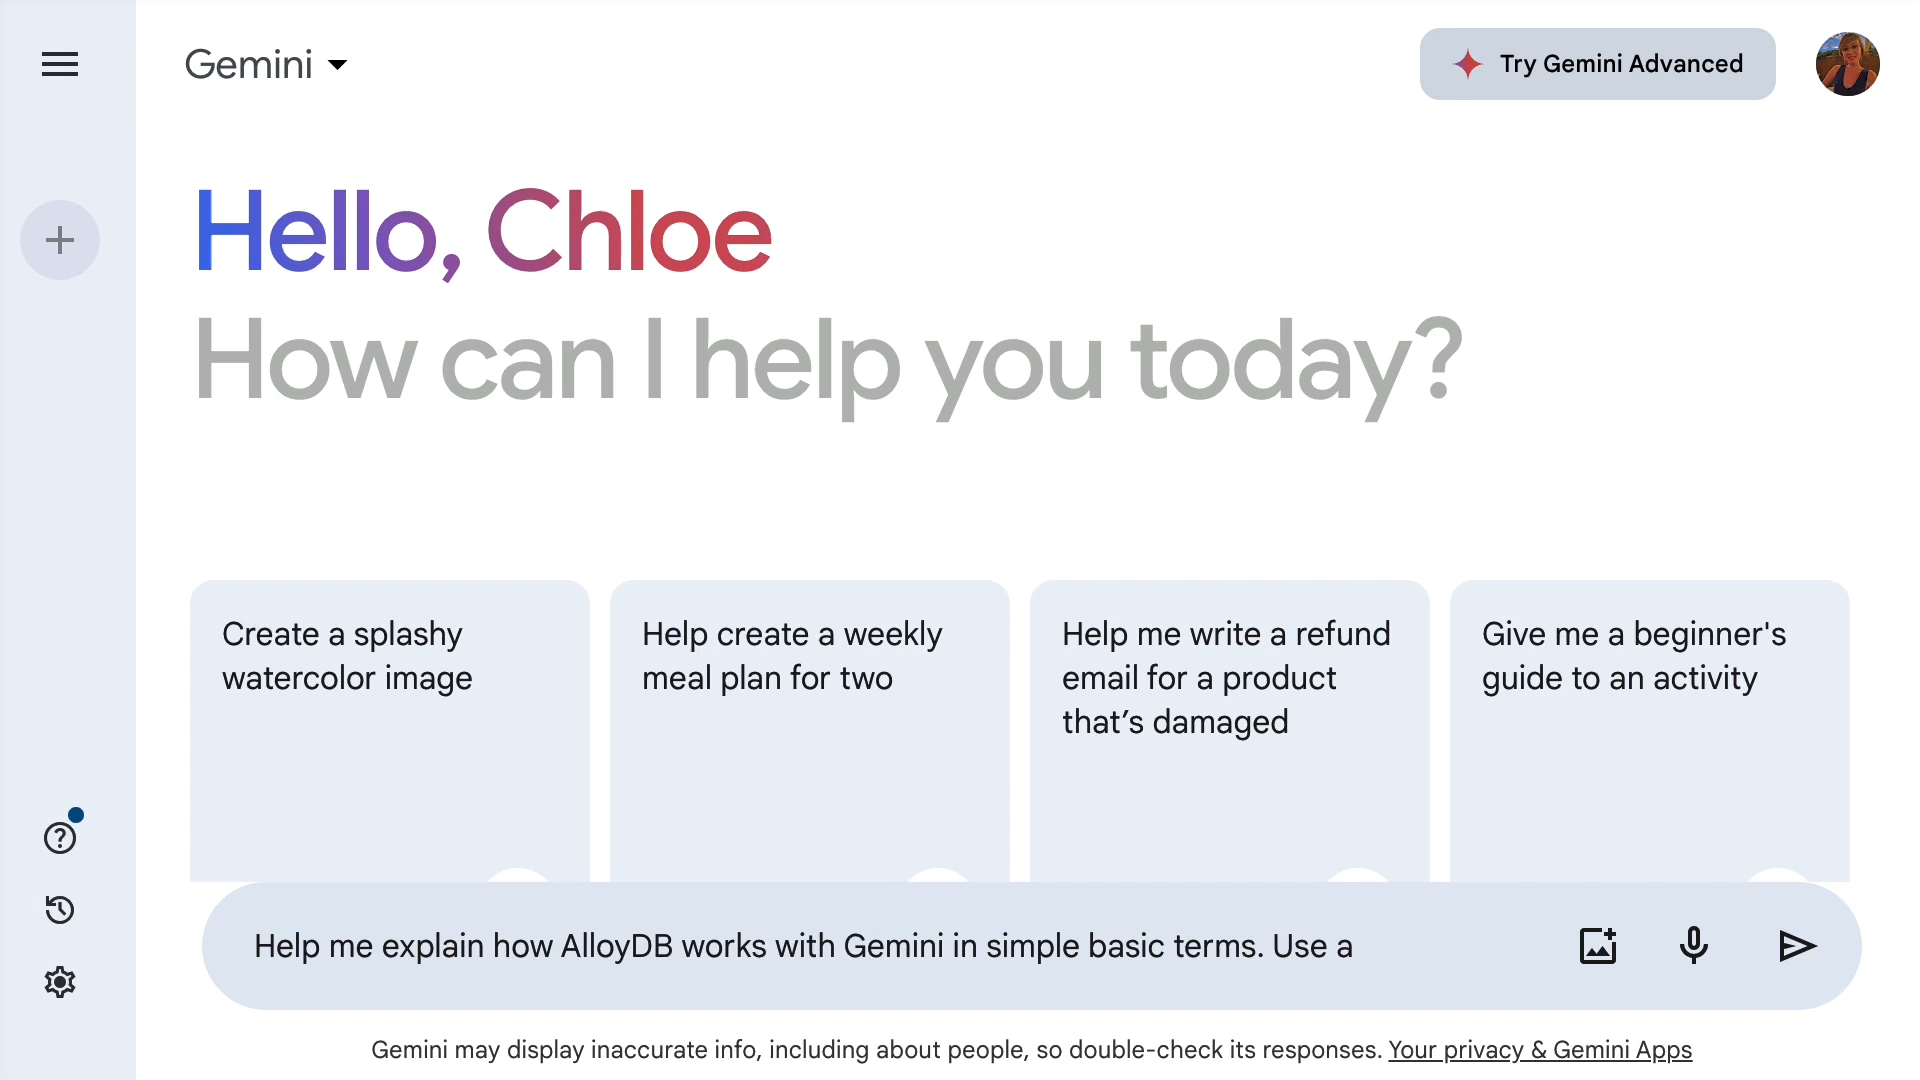 Gemini
Try Gemini Advanced
Hello, Chloe
How can I help you today?
Create a splashy
watercolor image
Help create a weekly
meal plan for two
Help me write a refund
email for a product
that’s damaged
Give me a beginner's
guide to an activity
Help me explain how AlloyDB works with Gemini in simple basic terms. Use a
Gemini may display inaccurate info, including about people, so double-check its responses. Your privacy & Gemini Apps